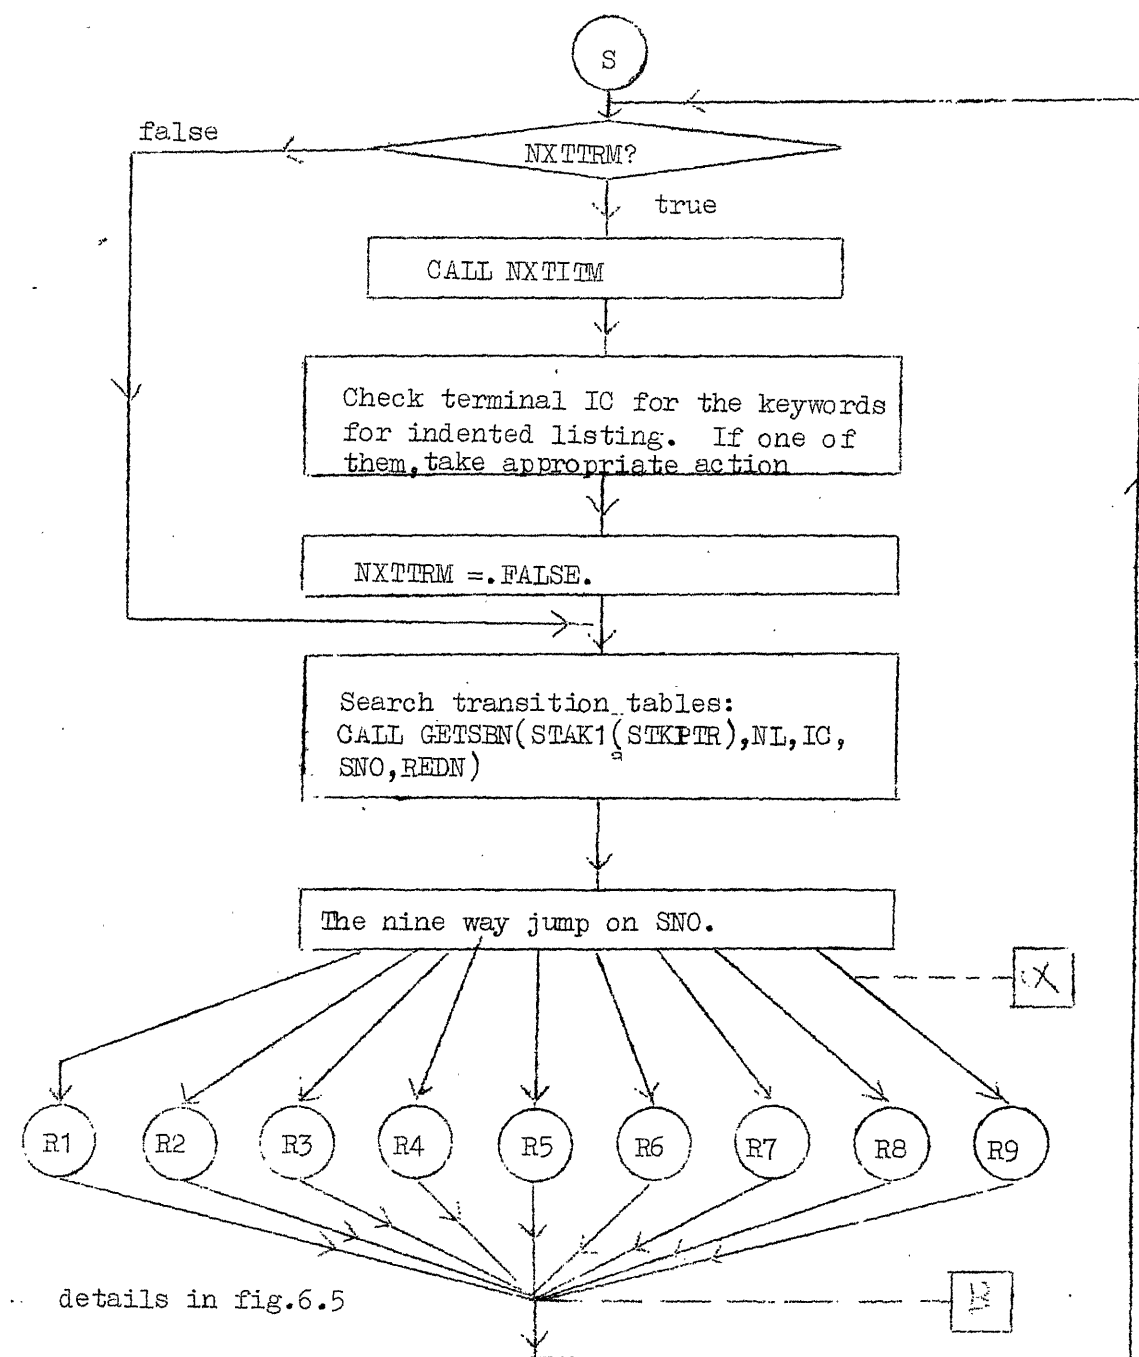 S
false
NXTTRM?
true
CALL NXTITM
Check terminal IC for the keywords
for indented listing. If one of
them, take appropriate action
NXTTRM =.FALSE.
Search transition tables:
CALL GETSBN(STAK1(STKPTR),NL,IC,
SNO,REDN)
The nine way jump on SNO.
X
R1 R2 R3 R4 R5 R6 R7 R8 R9
details in fig.6.5